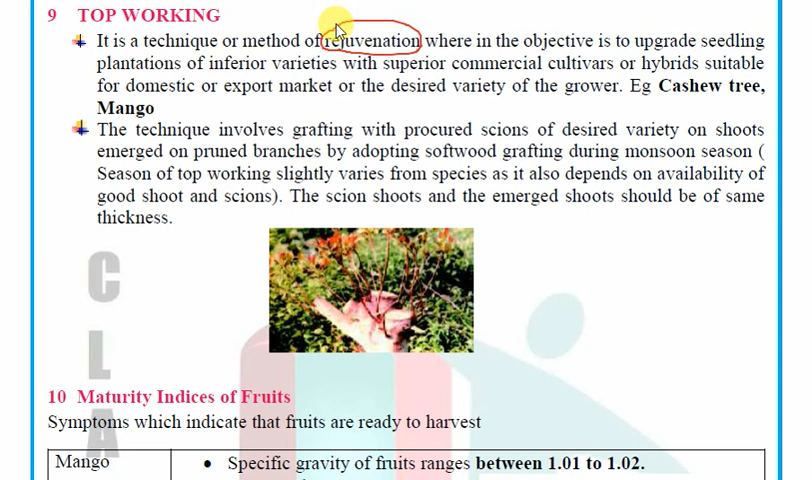 9 TOP WORKING
It is a technique or method of rejuvenation where in the objective is to upgrade seedling
plantations of inferior varieties with superior commercial cultivars or hybrids suitable
for domestic or export market or the desired variety of the grower. Eg Cashew tree,
Mango
The technique involves grafting with procured scions of desired variety on shoots
emerged on pruned branches by adopting softwood grafting during monsoon season (
Season of top working slightly varies from species as it also depends on availability of
good shoot and scions). The scion shoots and the emerged shoots should be of same
thickness.
C
L
A
10 Maturity Indices of Fruits
Symptoms which indicate that fruits are ready to harvest
Mango
• Specific gravity of fruits ranges between 1.01 to 1.02.